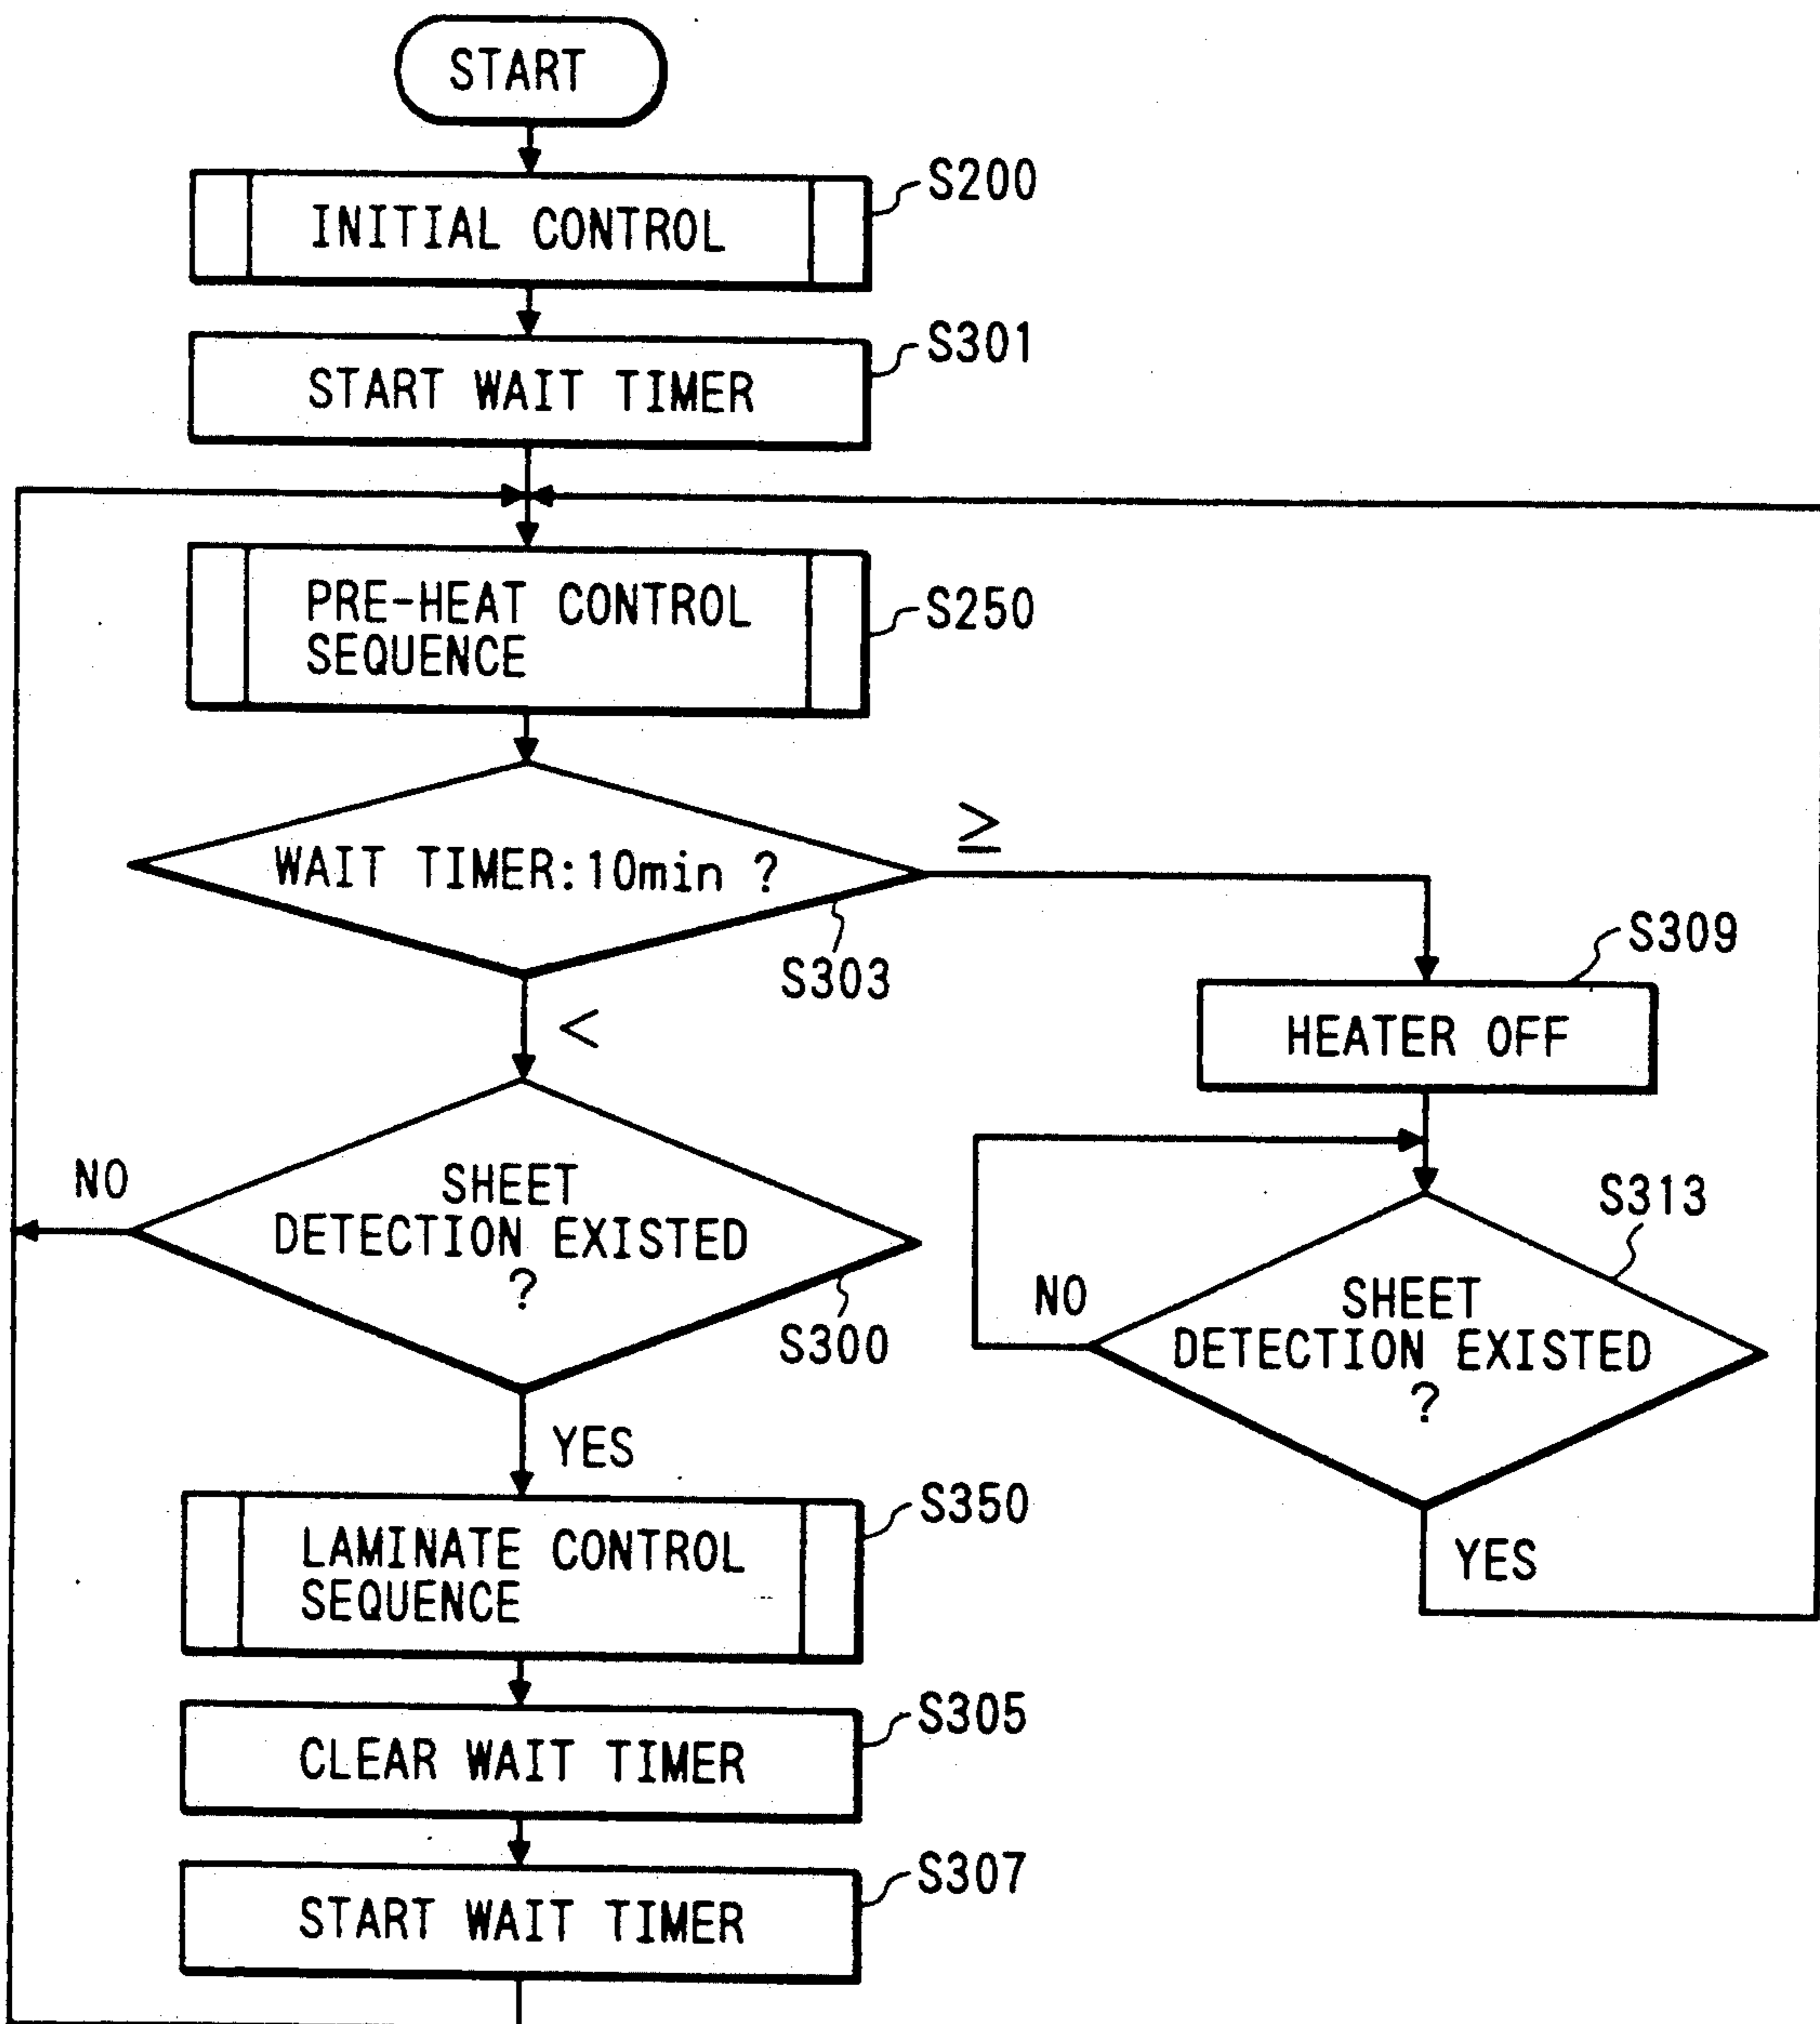 START
INITIAL CONTROL
S200
START WAIT TIMER
S301
PRE-HEAT CONTROL
SEQUENCE
S250
WAIT TIMER:10min ?
≥
S303
<
S309
HEATER OFF
NO
SHEET
DETECTION EXISTED
?
S300
S313
NO
SHEET
DETECTION EXISTED
?
YES
YES
LAMINATE CONTROL
SEQUENCE
S350
CLEAR WAIT TIMER
S305
START WAIT TIMER
S307